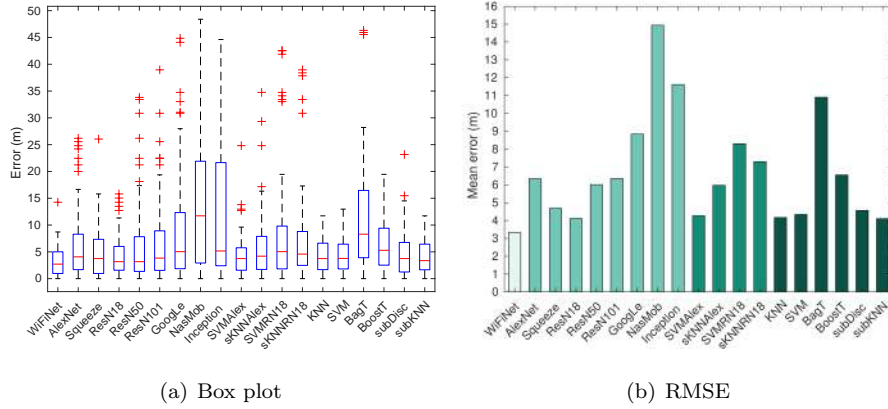 50
45
40
35
30
25
20
15
10
5
0
Error (m)
WiFiNet
AlexNet
Squeeze
ResN18
ResN50
ResN101
GoogLe
NasMob
Inception
SVMAlex
sKNNAlex
SVMRN18
sKNNRN18
KNN
SVM
BagT
BoostT
subDisc
subKNN
(a) Box plot
16
15
14
13
12
11
10
9
8
7
6
5
4
3
2
1
0
Mean error (m)
WiFiNet
AlexNet
Squeeze
ResN18
ResN50
ResN101
GoogLe
NasMob
Inception
SVMAlex
sKNNAlex
SVMRN18
sKNNRN18
KNN
SVM
BagT
BoostT
subDisc
subKNN
(b) RMSE